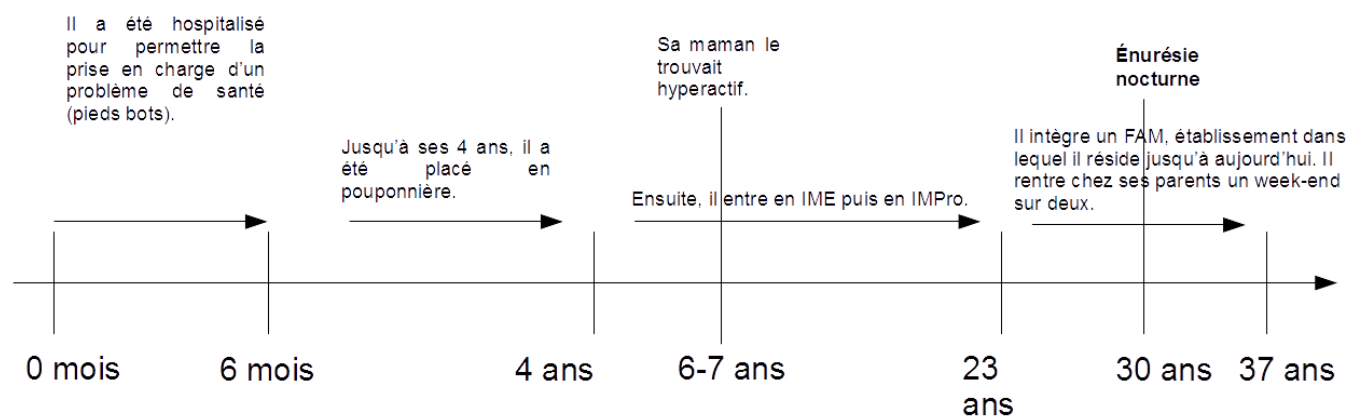 Il a été hospitalisé
pour permettre la
prise en charge d'un
problème de santé
(pieds bots).
Jusqu'à ses 4 ans, il a
été placé en
pouponnière.
Sa maman le
trouvait
hyperactif.
Ensuite, il entre en IME puis en IMPro.
Énurésie
nocturne
Il intègre un FAM, établissement dans
lequel il réside jusqu'à aujourd'hui. Il
rentre chez ses parents un week-end
sur deux.
0 mois
6 mois
4 ans
6-7 ans
23
ans
30 ans
37 ans